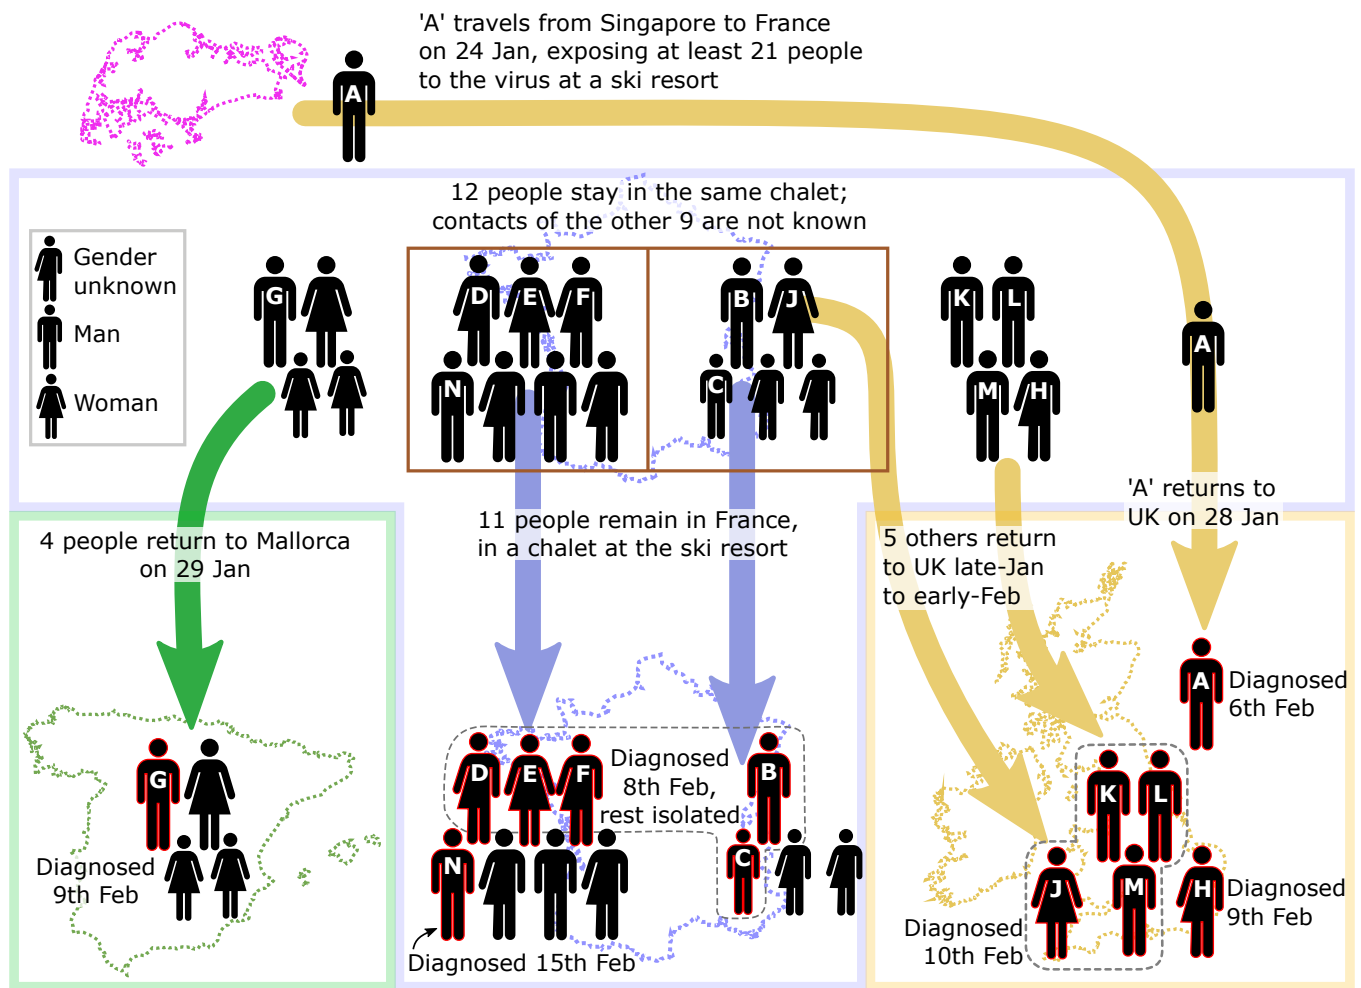 'A' travels from Singapore to France
on 24 Jan, exposing at least 21 people
to the virus at a ski resort
A
12 people stay in the same chalet;
contacts of the other 9 are not known
Gender
unknown
Man
Woman
G
D E F
N
B J
C
K L
M H
A
'A' returns to
UK on 28 Jan
11 people remain in France,
in a chalet at the ski resort
4 people return to Mallorca
on 29 Jan
5 others return
to UK late-Jan
to early-Feb
A
Diagnosed
6th Feb
G
Diagnosed
9th Feb
D E F
Diagnosed
8th Feb,
rest isolated
B
N
C
Diagnosed 15th Feb
K L
J M H
Diagnosed
9th Feb
Diagnosed
10th Feb